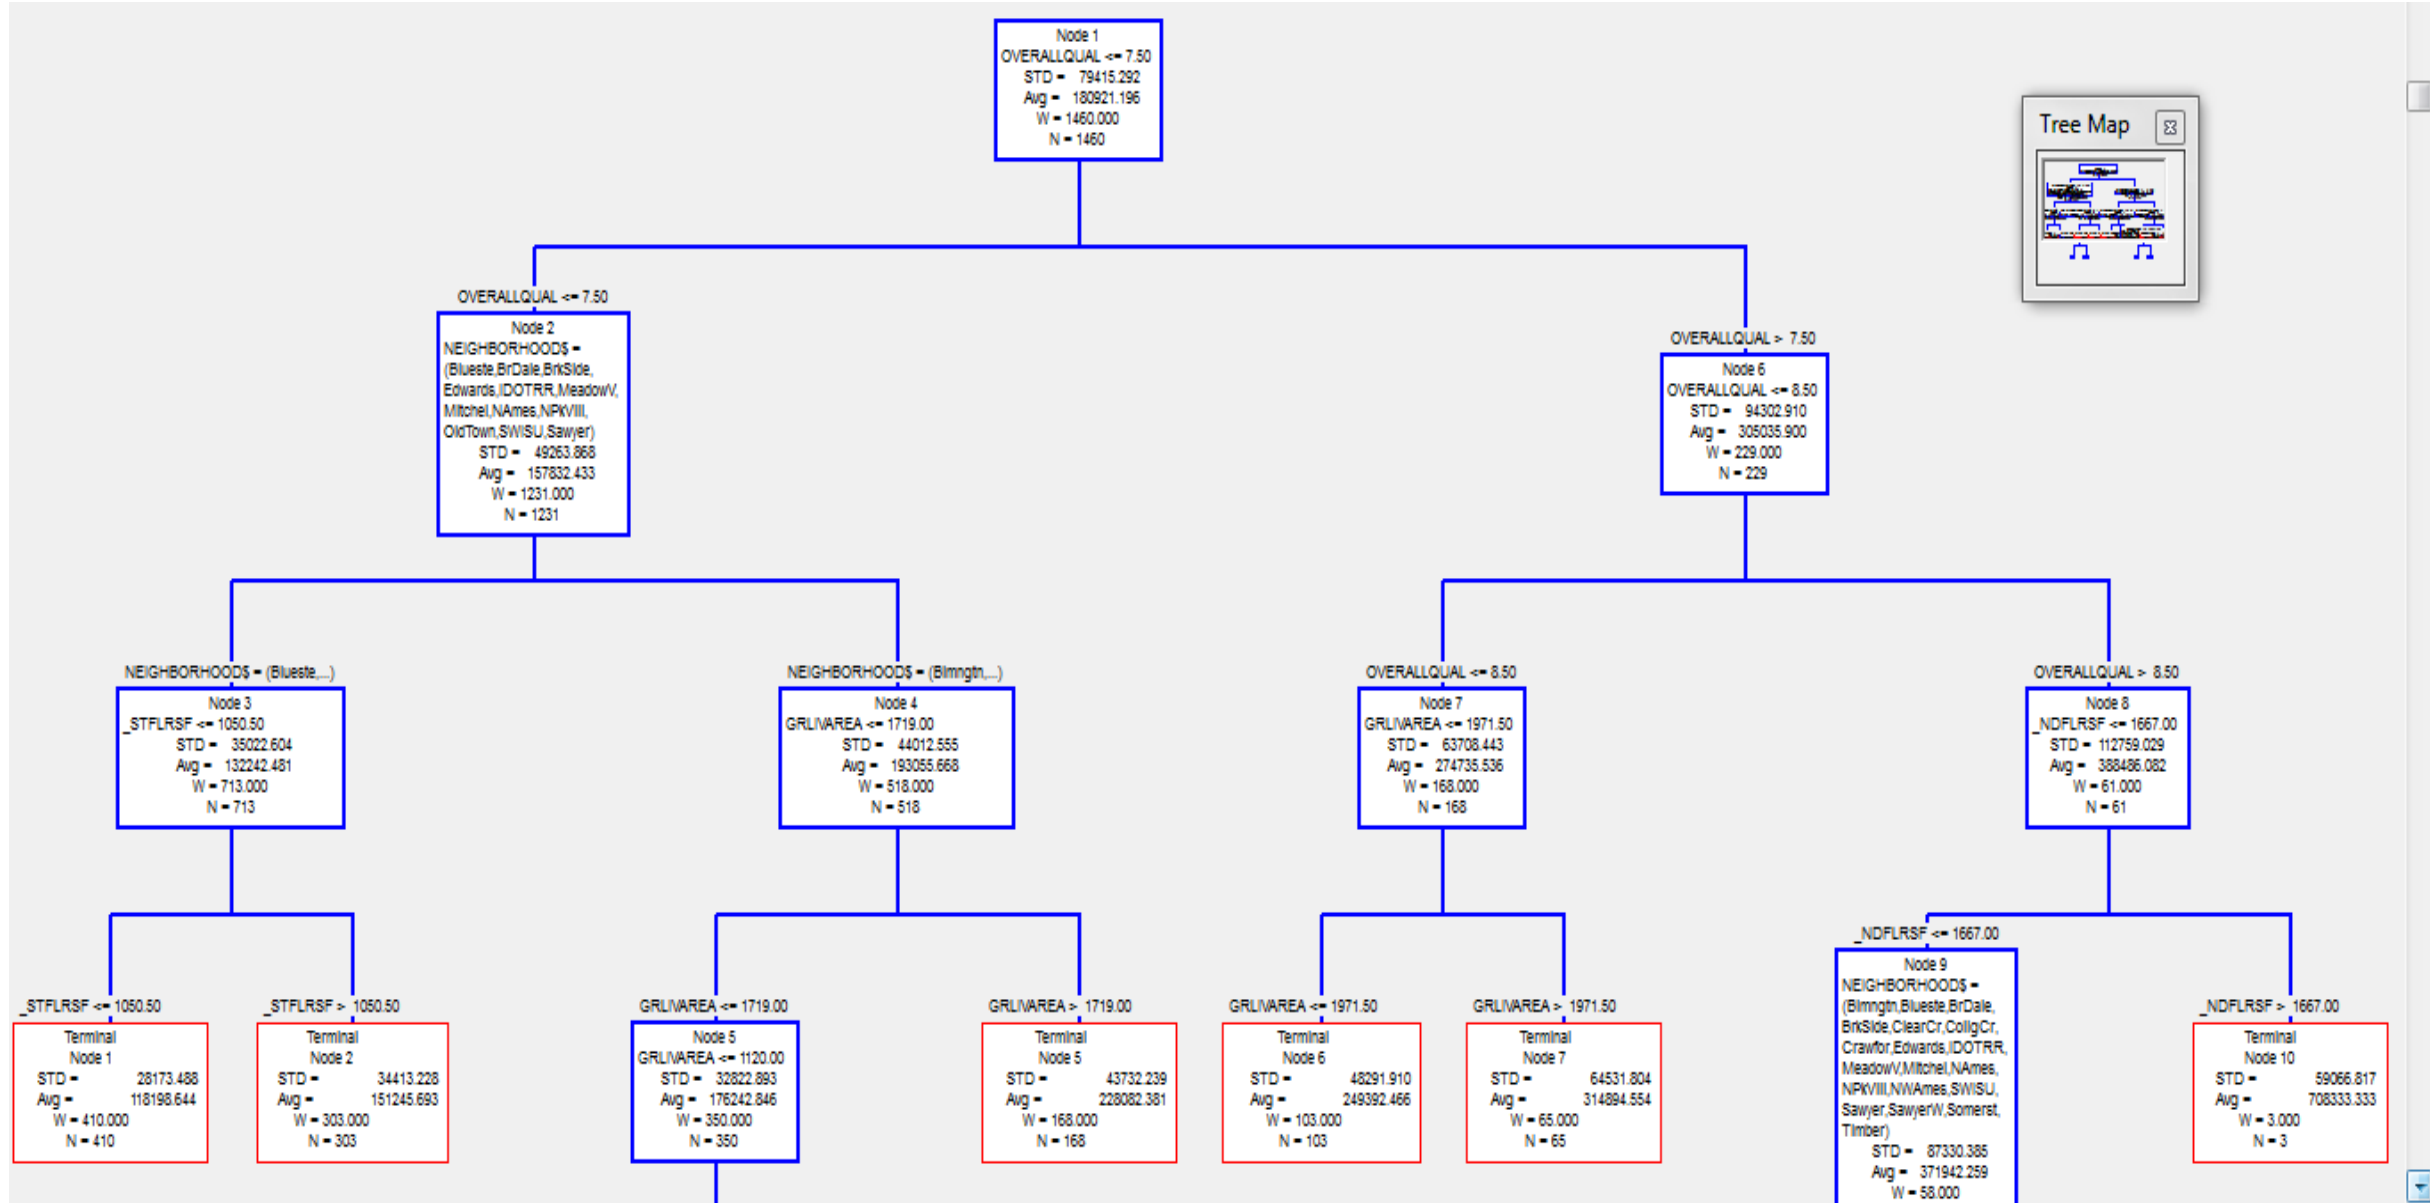 Node 1
OVERALLQUAL <= 7.50
STD = 79415.292
Avg = 180921.196
W = 1460.000
N = 1460
Tree Map
OVERALLQUAL <= 7.50
Node 2
NEIGHBORHOOD$ =
(Blueste,BrDale,BrkSide,
Edwards,IDOTRR,MeadowV,
Mitchel,NAmes,NPkVill,
OldTown,SWISU,Sawyer)
STD = 49263.868
Avg = 157832.433
W = 1231.000
N = 1231
OVERALLQUAL > 7.50
Node 6
OVERALLQUAL <= 8.50
STD = 94302.910
Avg = 305035.900
W = 229.000
N = 229
NEIGHBORHOOD$ = (Blueste,...)
Node 3
_STFLRSF <= 1050.50
STD = 35022.604
Avg = 132242.481
W = 713.000
N = 713
NEIGHBORHOOD$ = (Blmngtn,...)
Node 4
GRLIVAREA <= 1719.00
STD = 44012.555
Avg = 193055.668
W = 518.000
N = 518
OVERALLQUAL <= 8.50
Node 7
GRLIVAREA <= 1971.50
STD = 63708.443
Avg = 274735.536
W = 168.000
N = 168
OVERALLQUAL > 8.50
Node 8
_NDFLRSF <= 1667.00
STD = 112759.029
Avg = 388486.082
W = 61.000
N = 61
_STFLRSF <= 1050.50
Terminal
Node 1
STD = 28173.488
Avg = 118198.644
W = 410.000
N = 410
_STFLRSF > 1050.50
Terminal
Node 2
STD = 34413.228
Avg = 151245.693
W = 303.000
N = 303
GRLIVAREA <= 1719.00
Node 5
GRLIVAREA <= 1120.00
STD = 32822.893
Avg = 176242.846
W = 350.000
N = 350
GRLIVAREA > 1719.00
Terminal
Node 5
STD = 43732.239
Avg = 228082.381
W = 168.000
N = 168
GRLIVAREA <= 1971.50
Terminal
Node 6
STD = 48291.910
Avg = 249392.466
W = 103.000
N = 103
GRLIVAREA > 1971.50
Terminal
Node 7
STD = 64531.804
Avg = 314894.554
W = 65.000
N = 65
_NDFLRSF <= 1667.00
Node 9
NEIGHBORHOOD$ =
(Blmngtn,Blueste,BrDale,
BrkSide,ClearCr,CollgCr,
Crawfor,Edwards,IDOTRR,
MeadowV,Mitchel,NAmes,
NPkVill,NWAmes,SWISU,
Sawyer,SawyerW,Somerst,
Timber)
STD = 87330.385
Avg = 371942.259
W = 58.000
_NDFLRSF > 1667.00
Terminal
Node 10
STD = 59066.817
Avg = 708333.333
W = 3.000
N = 3